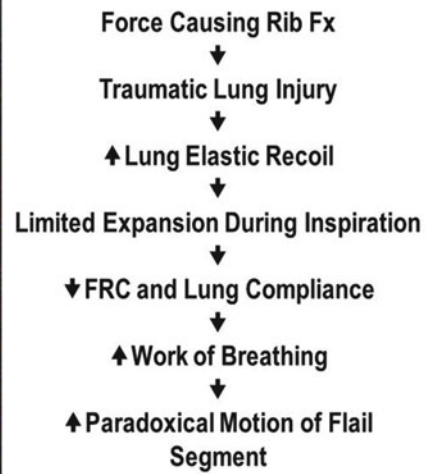 Force Causing Rib Fx
Traumatic Lung Injury
↑Lung Elastic Recoil
Limited Expansion During Inspiration
↓FRC and Lung Compliance
↑Work of Breathing
↑Paradoxical Motion of Flail
Segment